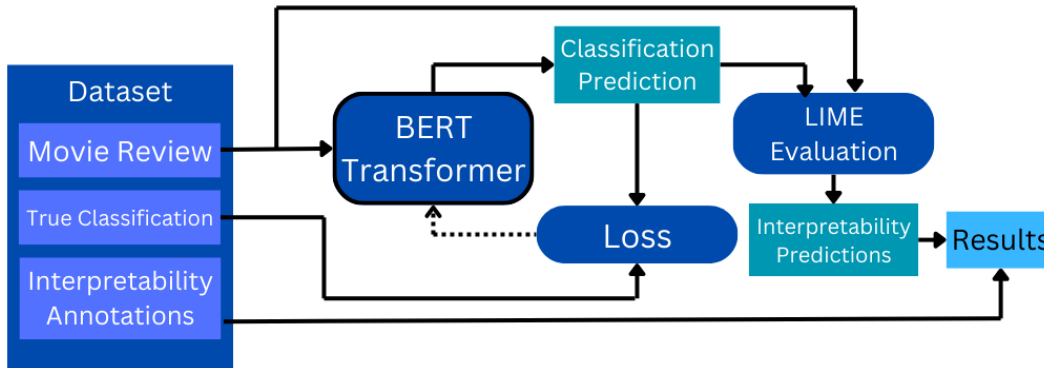 Dataset
Movie Review
True Classification
Interpretability
Annotations
BERT
Transformer
Classification
Prediction
Loss
LIME
Evaluation
Interpretability
Predictions
Results